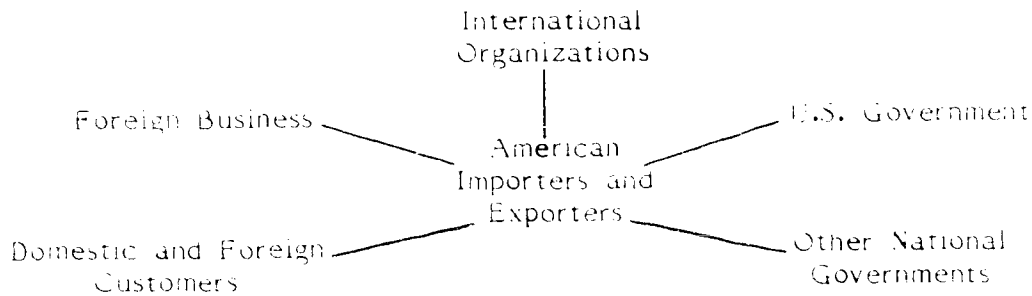 International
Organizations
Foreign Business
U.S. Government
American
Importers and
Exporters
Domestic and Foreign
Customers
Other National
Governments